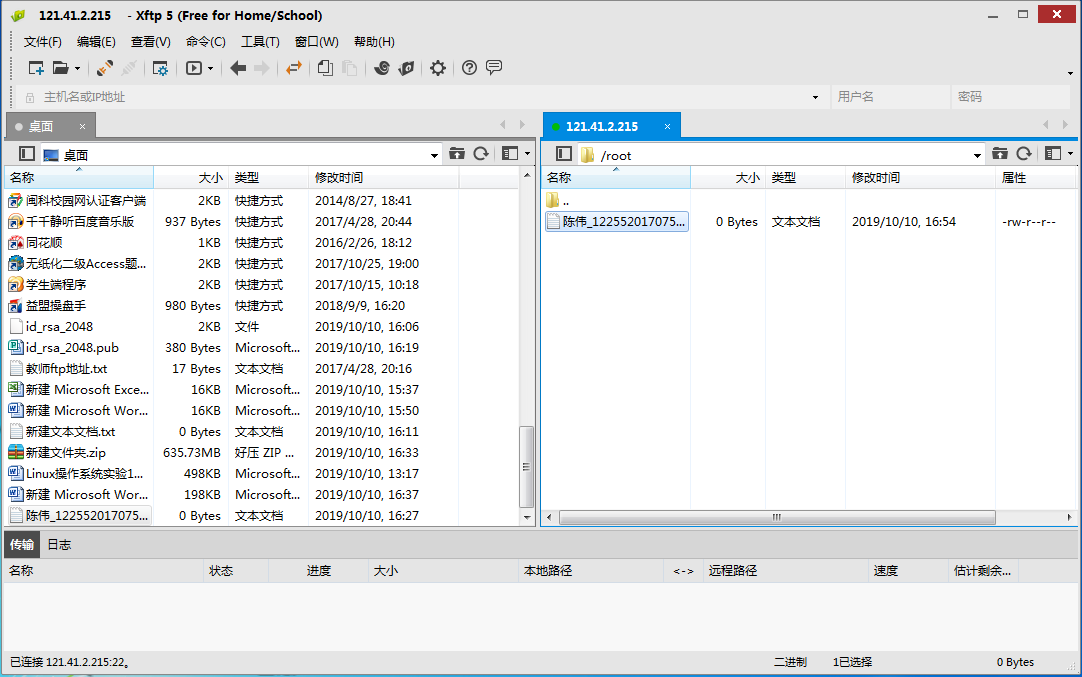 121.41.2.215 - Xftp 5 (Free for Home/School)
文件(F) 编辑(E) 查看(V) 命令(C) 工具(T) 窗口(W) 帮助(H)
主机名或IP地址 用户名 密码
桌面 × 121.41.2.215 ×
桌面 /root
名称 大小 类型 修改时间 名称 大小 类型 修改时间 属性
闽科校园网认证客户端 2KB 快捷方式 2014/8/27, 18:41 ..
千千静听百度音乐版 937 Bytes 快捷方式 2017/4/28, 20:44 陈伟_122552017075... 0 Bytes 文本文档 2019/10/10, 16:54 -rw-r--r--
同花顺 1KB 快捷方式 2016/2/26, 18:12
无纸化二级Access题... 2KB 快捷方式 2017/10/25, 19:00
学生端程序 2KB 快捷方式 2017/10/15, 10:18
益盟操盘手 980 Bytes 快捷方式 2018/9/9, 16:20
id_rsa_2048 2KB 文件 2019/10/10, 16:06
id_rsa_2048.pub 380 Bytes Microsoft... 2019/10/10, 16:19
教师ftp地址.txt 17 Bytes 文本文档 2017/4/28, 20:16
新建 Microsoft Exce... 16KB Microsoft... 2019/10/10, 15:37
新建 Microsoft Wor... 16KB Microsoft... 2019/10/10, 15:50
新建文本文档.txt 0 Bytes 文本文档 2019/10/10, 16:11
新建文件夹.zip 635.73MB 好压 ZIP ... 2019/10/10, 16:33
Linux操作系统实验1... 498KB Microsoft... 2019/10/10, 13:17
新建 Microsoft Wor... 198KB Microsoft... 2019/10/10, 16:37
陈伟_122552017075... 0 Bytes 文本文档 2019/10/10, 16:27
传输 日志
名称 状态 进度 大小 本地路径 <-> 远程路径 速度 估计剩余...
已连接 121.41.2.215:22。 二进制 1已选择 0 Bytes